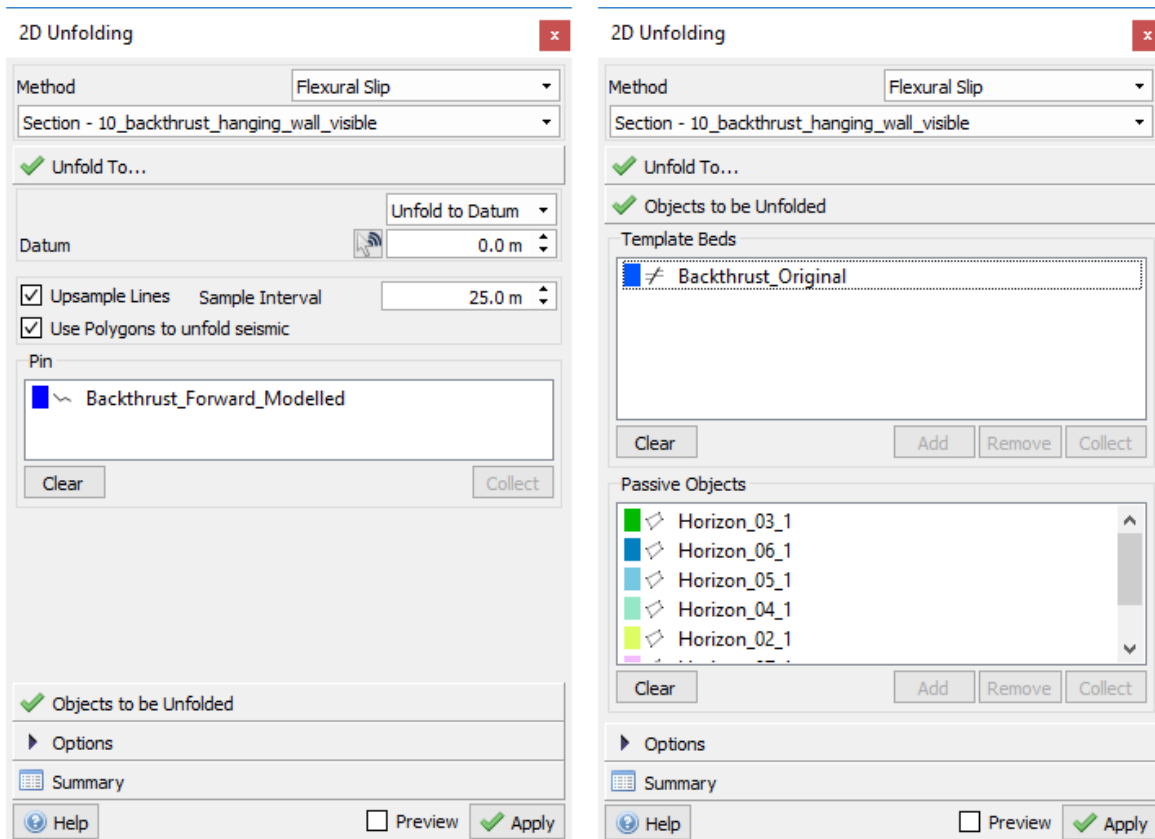 2D Unfolding
x
Method Flexural Slip
Section - 10_backthrust_hanging_wall_visible
Unfold To...
Unfold to Datum
Datum 0.0 m
Upsample Lines Sample Interval 25.0 m
Use Polygons to unfold seismic
Pin
Backthrust_Forward_Modelled
Clear Collect
Objects to be Unfolded
Options
Summary
Help Preview Apply
2D Unfolding
x
Method Flexural Slip
Section - 10_backthrust_hanging_wall_visible
Unfold To...
Objects to be Unfolded
Template Beds
Backthrust_Original
Clear Add Remove Collect
Passive Objects
Horizon_03_1
Horizon_06_1
Horizon_05_1
Horizon_04_1
Horizon_02_1
Clear Add Remove Collect
Options
Summary
Help Preview Apply